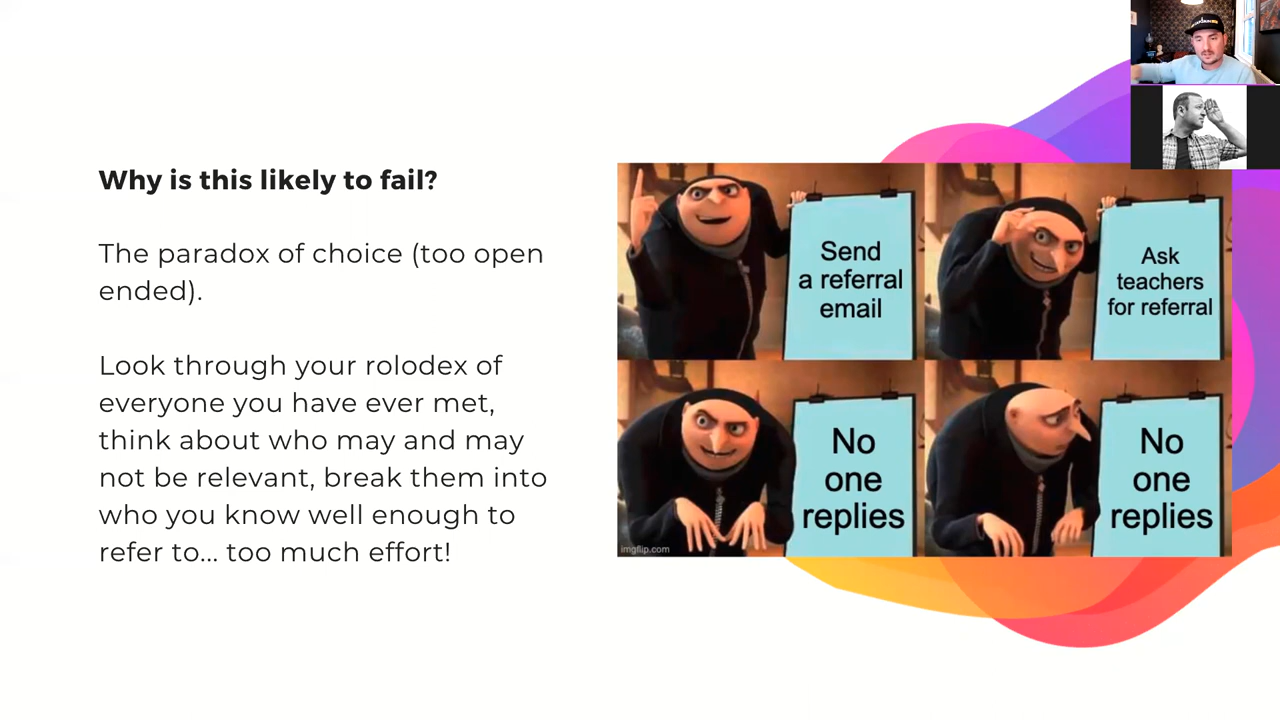 Why is this likely to fail?
The paradox of choice (too open
ended).
Look through your rolodex of
everyone you have ever met,
think about who may and may
not be relevant, break them into
who you know well enough to
refer to... too much effort!
Send
a referral
email
Ask
teachers
for referral
No
one
replies
No
one
replies
imgflip.com